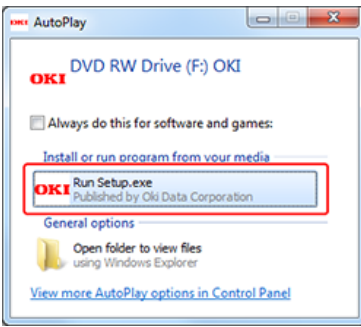 OKI AutoPlay
DVD RW Drive (F:) OKI
OKI
Always do this for software and games:
Install or run program from your media
OKI Run Setup.exe
Published by Oki Data Corporation
General options
Open folder to view files
using Windows Explorer
View more AutoPlay options in Control Panel